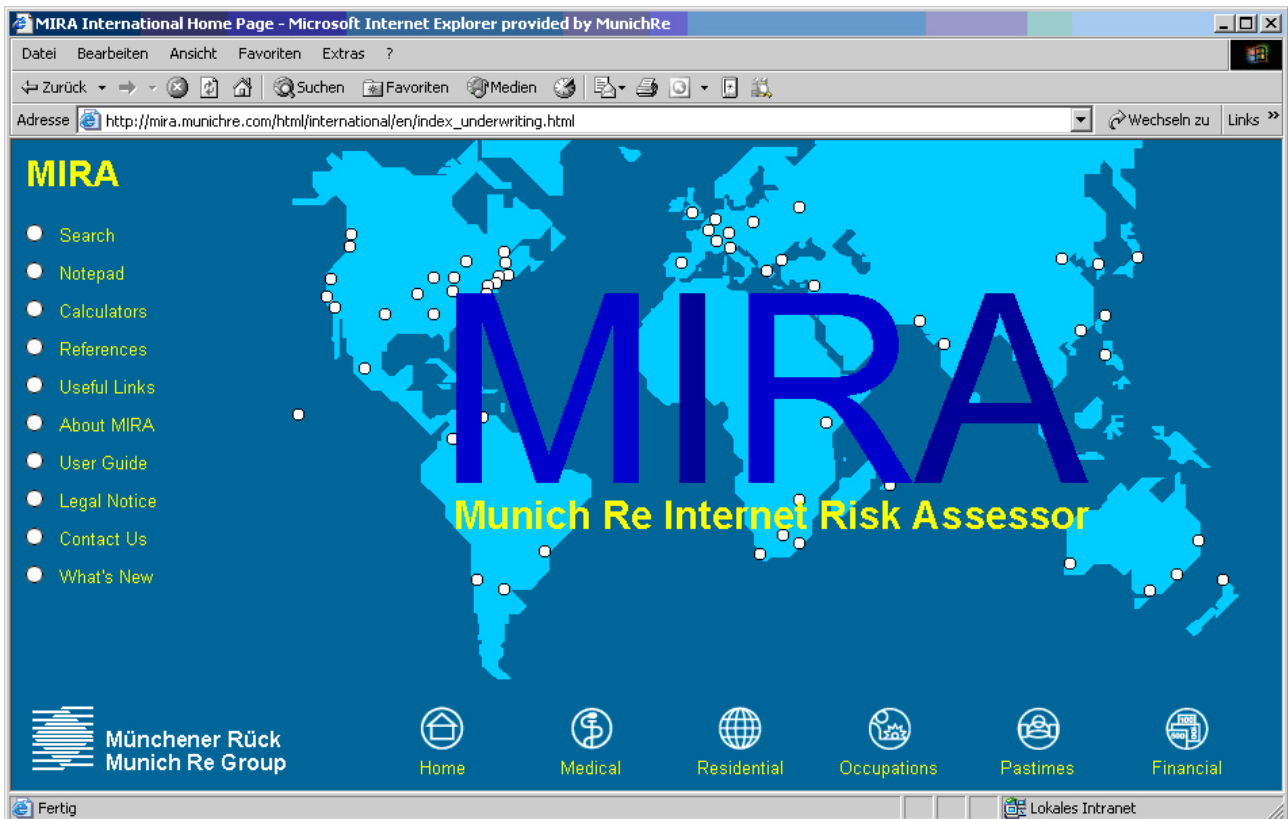 MIRA International Home Page - Microsoft Internet Explorer provided by MunichRe
Datei Bearbeiten Ansicht Favoriten Extras ?
Zurück Suchen Favoriten Medien
Adresse http://mira.munichre.com/html/international/en/index_underwriting.html Wechseln zu Links »
MIRA
Search
Notepad
Calculators
References
Useful Links
About MIRA
User Guide
Legal Notice
Contact Us
What's New
MIRA
Munich Re Internet Risk Assessor
Münchener Rück
Munich Re Group
Home Medical Residential Occupations Pastimes Financial
Fertig Lokales Intranet